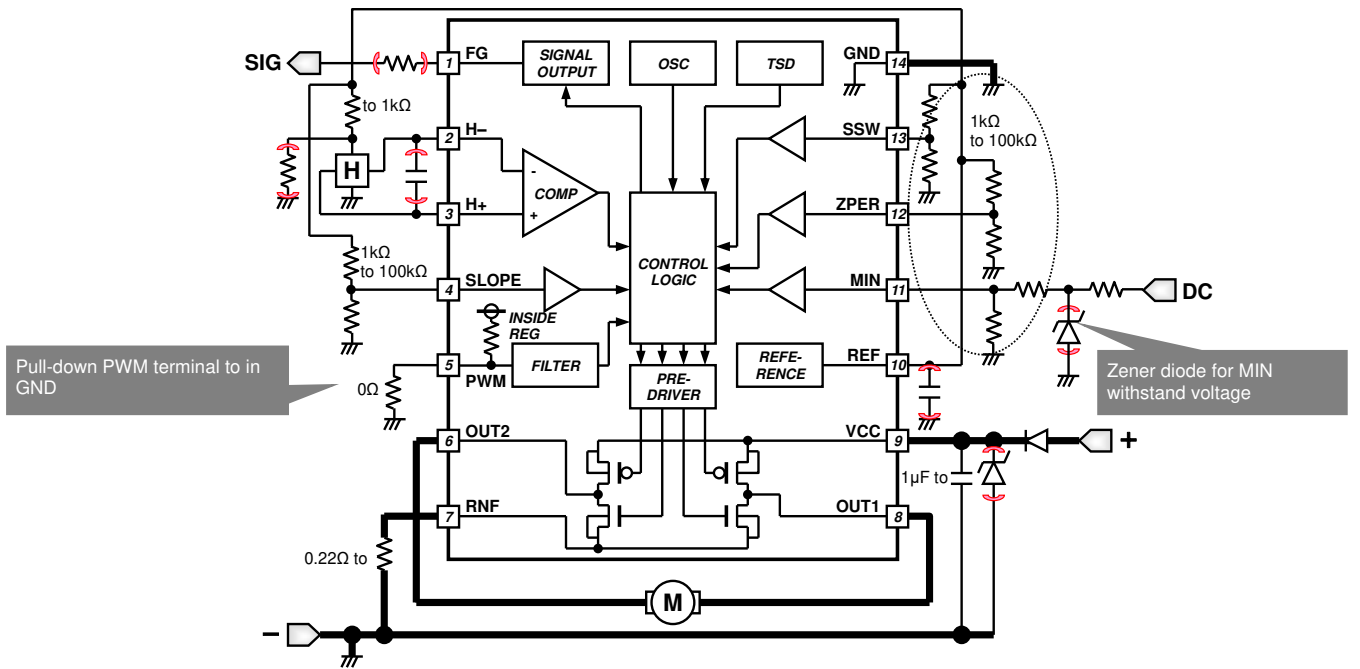 SIG
1
FG
SIGNAL
OUTPUT
OSC
TSD
GND
14
to 1kΩ
2
H–
H
3
H+
-
+
COMP
SSW
13
1kΩ
to 100kΩ
ZPER
12
1kΩ
to 100kΩ
4
SLOPE
CONTROL
LOGIC
MIN
11
DC
INSIDE
REG
Pull-down PWM terminal to in
GND
0Ω
5
PWM
FILTER
PRE-
DRIVER
REFE-
RENCE
REF
10
Zener diode for MIN
withstand voltage
6
OUT2
VCC
9
+
1µF to
7
RNF
OUT1
8
0.22Ω to
M
–